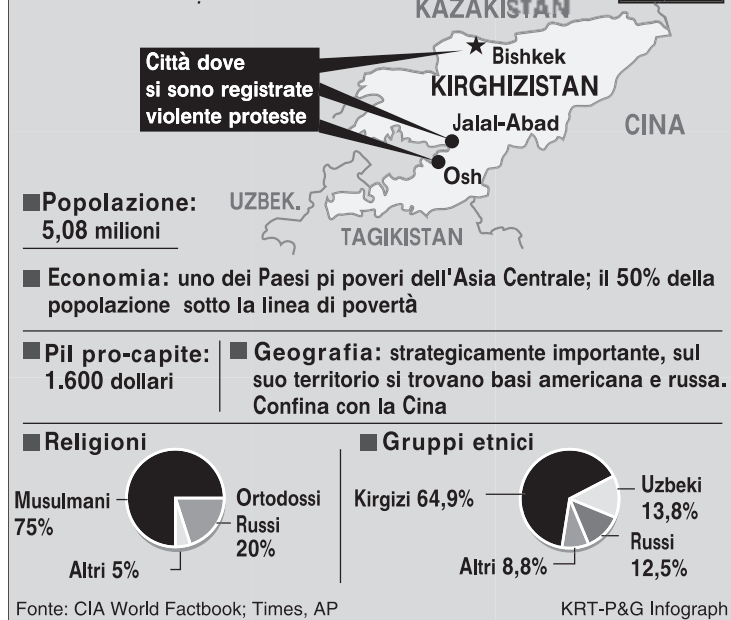 KAZAKISTAN
Città dove
si sono registrate
violente proteste
Bishkek
KIRGHIZISTAN
Jalal-Abad
CINA
Osh
UZBEK.
TAGIKISTAN
Popolazione:
5,08 milioni
Economia: uno dei Paesi pi poveri dell'Asia Centrale; il 50% della
popolazione sotto la linea di povertà
Pil pro-capite:
1.600 dollari
Geografia: strategicamente importante, sul
suo territorio si trovano basi americana e russa.
Confina con la Cina
Religioni
Musulmani
75%
Ortodossi
Russi
20%
Altri 5%
Gruppi etnici
Kirgizi 64,9%
Uzbeki
13,8%
Russi
12,5%
Altri 8,8%
Fonte: CIA World Factbook; Times, AP
KRT-P&G Infograph